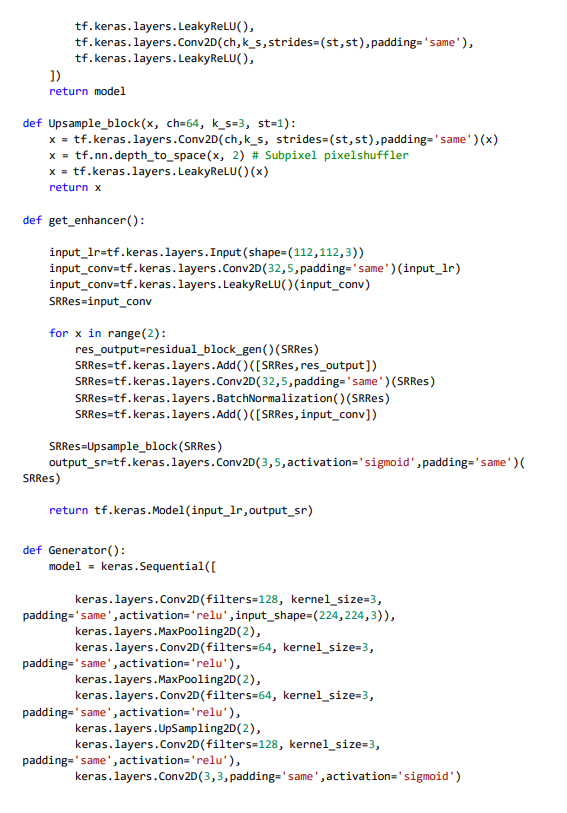 tf.keras.layers.LeakyReLU(),
        tf.keras.layers.Conv2D(ch,k_s,strides=(st,st),padding='same'),
        tf.keras.layers.LeakyReLU(),
    ])
    return model

def Upsample_block(x, ch=64, k_s=3, st=1):
    x = tf.keras.layers.Conv2D(ch,k_s, strides=(st,st),padding='same')(x)
    x = tf.nn.depth_to_space(x, 2) # Subpixel pixelshuffler
    x = tf.keras.layers.LeakyReLU()(x)
    return x

def get_enhancer():

    input_lr=tf.keras.layers.Input(shape=(112,112,3))
    input_conv=tf.keras.layers.Conv2D(32,5,padding='same')(input_lr)
    input_conv=tf.keras.layers.LeakyReLU()(input_conv)
    SRRes=input_conv

    for x in range(2):
        res_output=residual_block_gen()(SRRes)
        SRRes=tf.keras.layers.Add()([SRRes,res_output])
        SRRes=tf.keras.layers.Conv2D(32,5,padding='same')(SRRes)
        SRRes=tf.keras.layers.BatchNormalization()(SRRes)
        SRRes=tf.keras.layers.Add()([SRRes,input_conv])

    SRRes=Upsample_block(SRRes)
    output_sr=tf.keras.layers.Conv2D(3,5,activation='sigmoid',padding='same')(
SRRes)

    return tf.keras.Model(input_lr,output_sr)

def Generator():
    model = keras.Sequential([

        keras.layers.Conv2D(filters=128, kernel_size=3,
padding='same',activation='relu',input_shape=(224,224,3)),
        keras.layers.MaxPooling2D(2),
        keras.layers.Conv2D(filters=64, kernel_size=3,
padding='same',activation='relu'),
        keras.layers.MaxPooling2D(2),
        keras.layers.Conv2D(filters=64, kernel_size=3,
padding='same',activation='relu'),
        keras.layers.UpSampling2D(2),
        keras.layers.Conv2D(filters=128, kernel_size=3,
padding='same',activation='relu'),
        keras.layers.Conv2D(3,3,padding='same',activation='sigmoid')